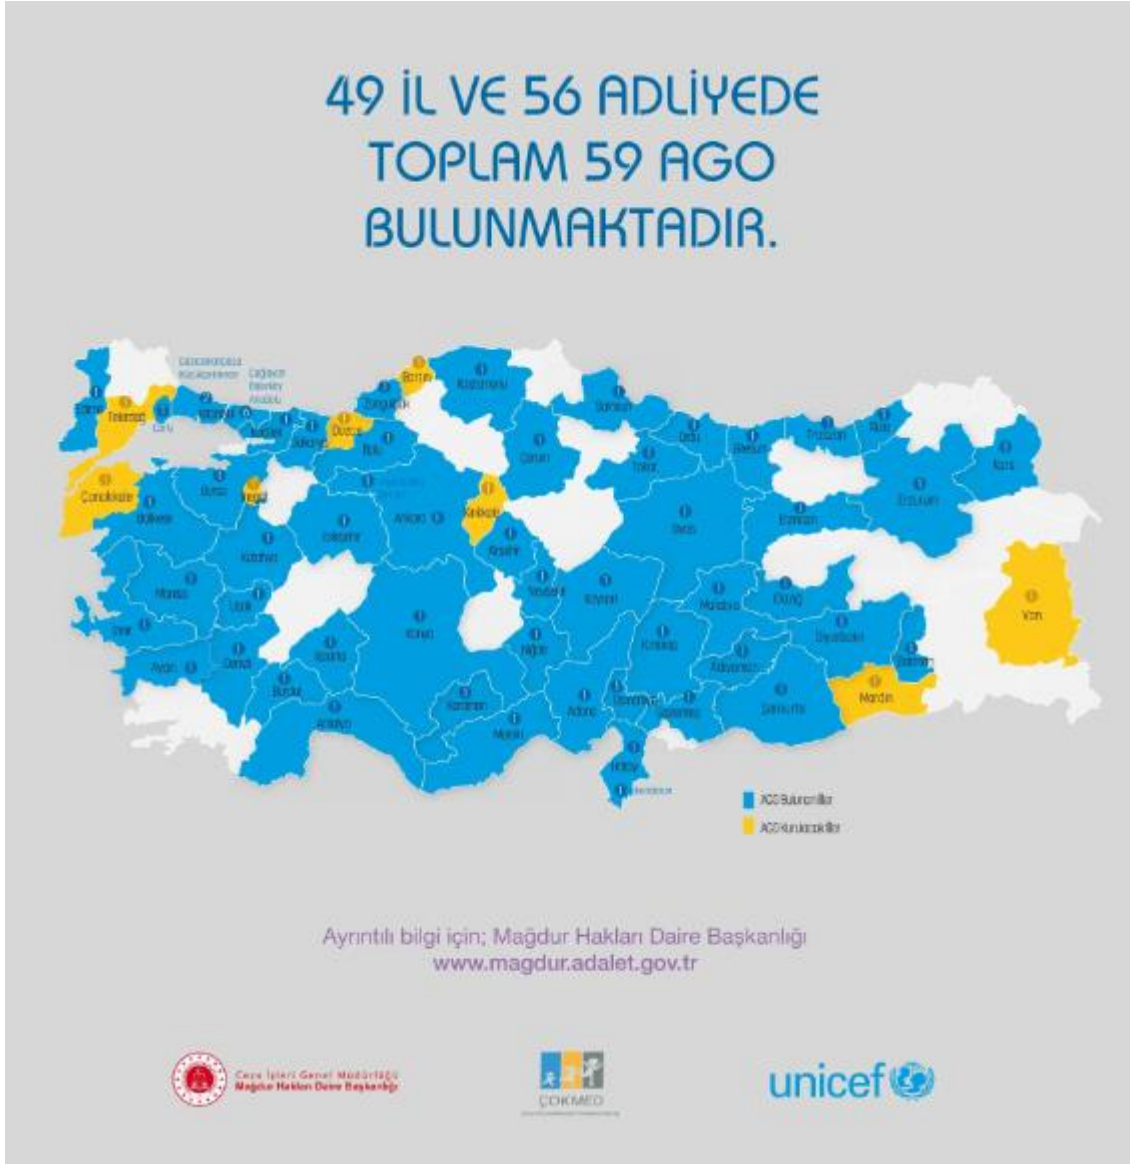 49 İL VE 56 ADLİYEDE
TOPLAM 59 AGO
BULUNMAKTADIR.
Edirne
Tekirdağ
Çorlu
İstanbul
Kocaeli
Sakarya
Düzce
Bolu
Zonguldak
Bartın
Kastamonu
Samsun
Çorum
Tokat
Ordu
Giresun
Trabzon
Rize
Kars
Erzurum
Erzincan
Sivas
Çanakkale
Balıkesir
Bursa
İnegöl
Kütahya
Eskişehir
Ankara
Kırıkkale
Kırşehir
Nevşehir
Kayseri
Malatya
Elazığ
Van
Manisa
Uşak
İzmir
Aydın
Denizli
Isparta
Burdur
Antalya
Konya
Karaman
Niğde
Mersin
Adana
Osmaniye
Gaziantep
Adıyaman
Şanlıurfa
Diyarbakır
Batman
Mardin
Hatay
İskenderun
AGO Bulunan İller
AGO Kurulacak İller
Ayrıntılı bilgi için; Mağdur Hakları Daire Başkanlığı
www.magdur.adalet.gov.tr
Ceza İşleri Genel Müdürlüğü
Mağdur Hakları Daire Başkanlığı
ÇOKMED
unicef